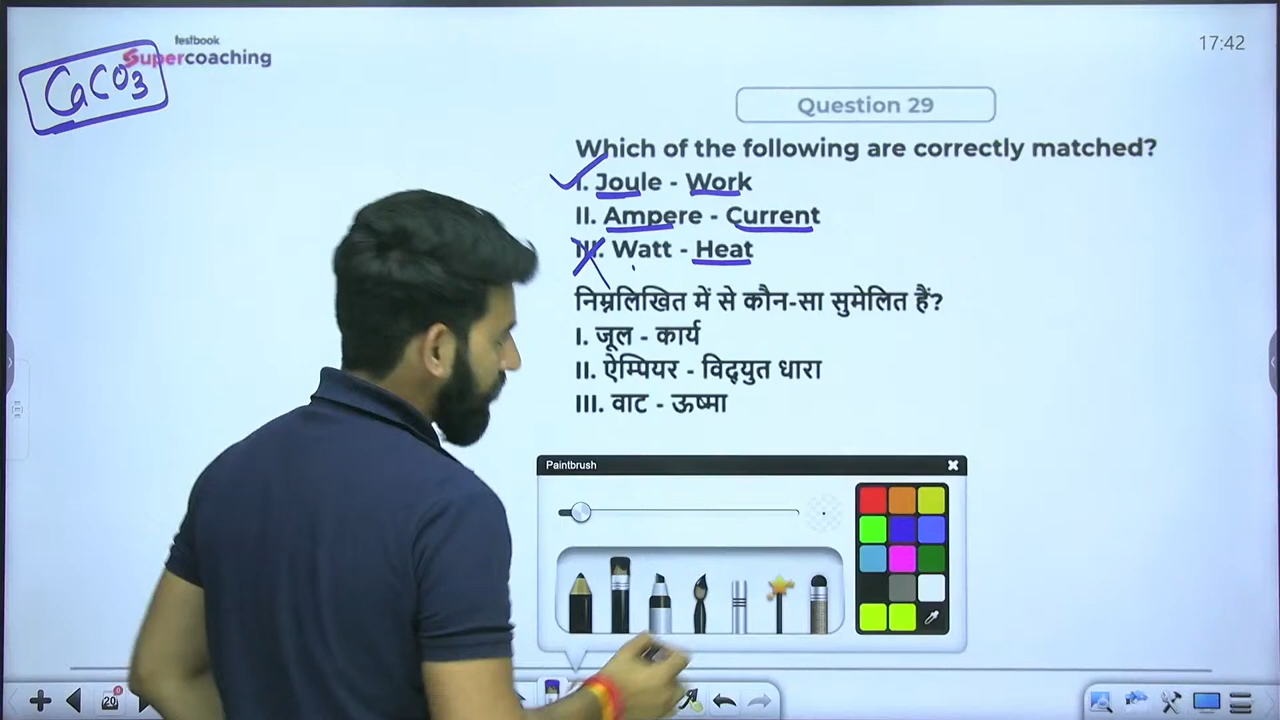 testbook
Supercoaching
CaCO3
17:42
Question 29
Which of the following are correctly matched?
I. Joule - Work
II. Ampere - Current
III. Watt - Heat
निम्नलिखित में से कौन-सा सुमेलित हैं?
I. जूल - कार्य
II. ऐम्पियर - विद्युत धारा
III. वाट - ऊष्मा
Paintbrush
20